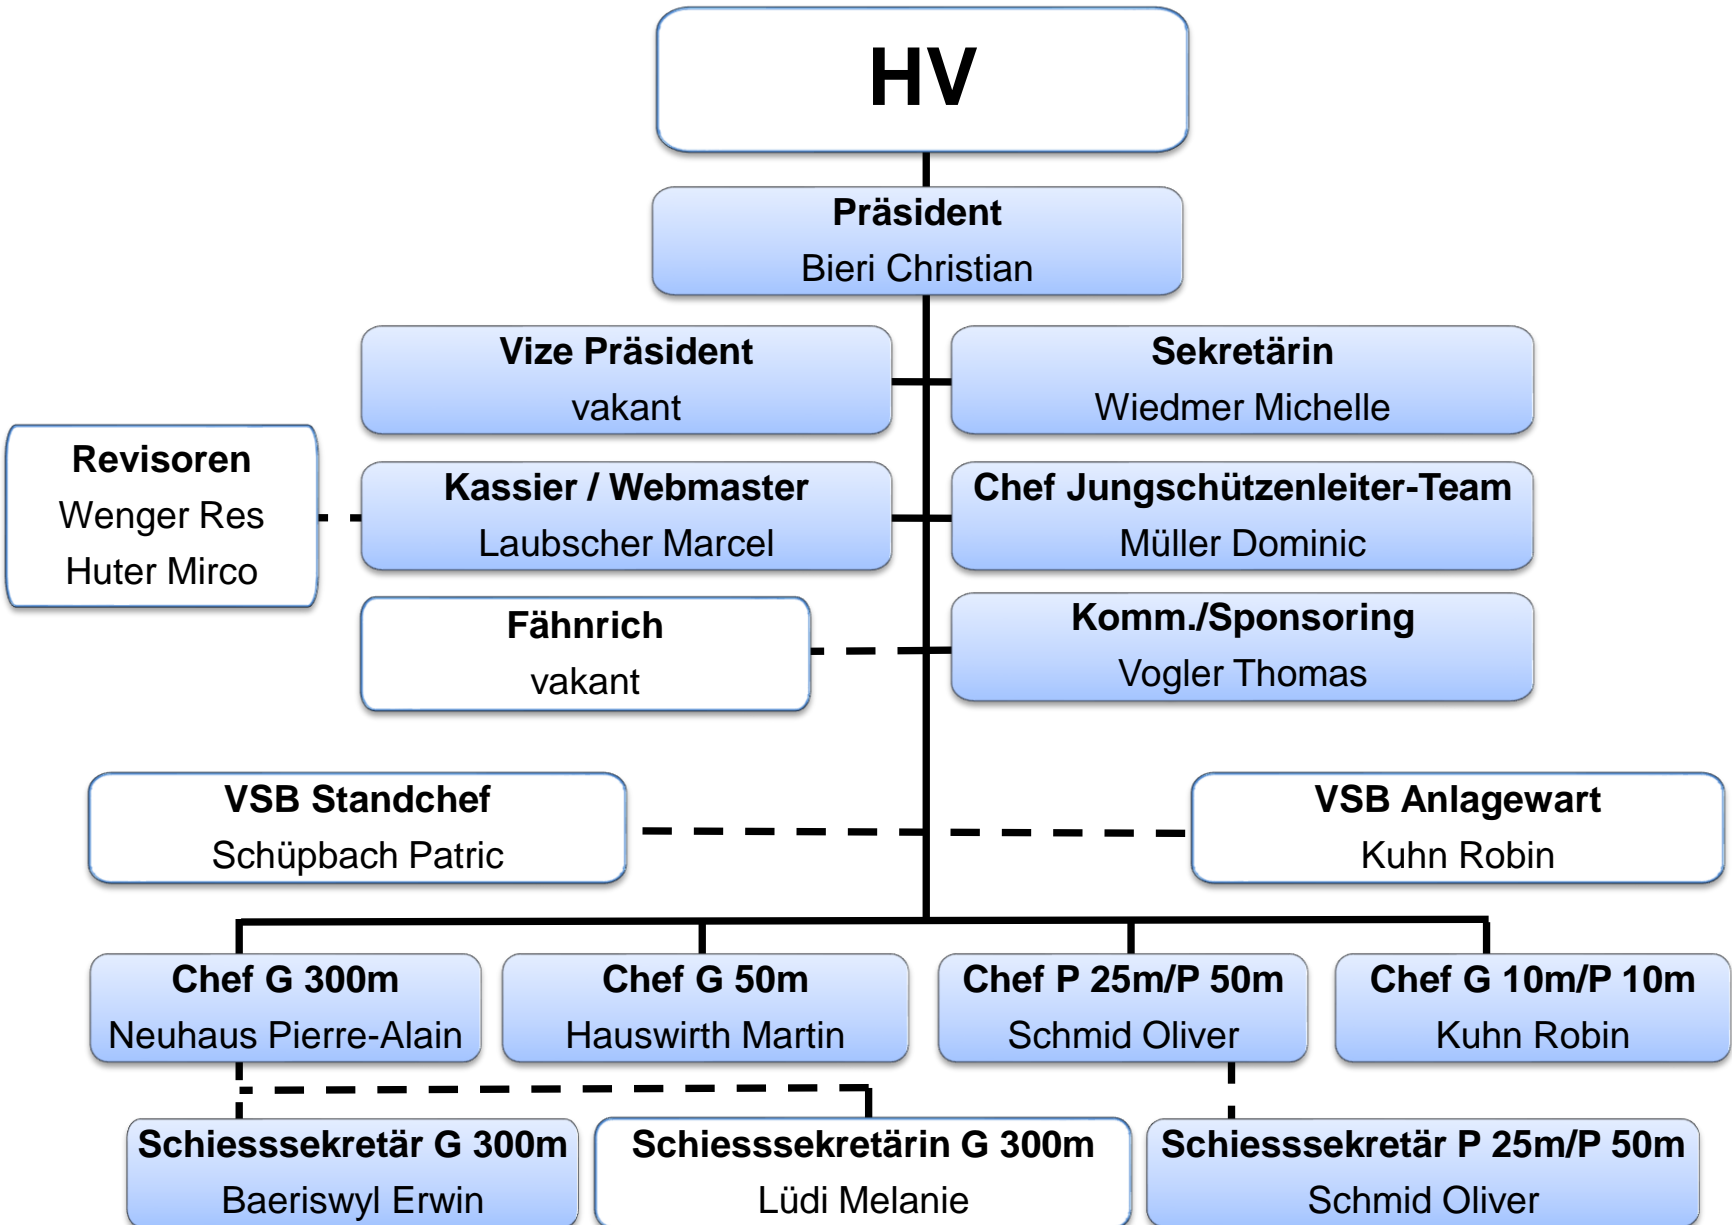 HV
Präsident
Bieri Christian
Vize Präsident
vakant
Sekretärin
Wiedmer Michelle
Revisoren
Wenger Res
Huter Mirco
Kassier / Webmaster
Laubscher Marcel
Chef Jungschützenleiter-Team
Müller Dominic
Fähnrich
vakant
Komm./Sponsoring
Vogler Thomas
VSB Standchef
Schüpbach Patric
VSB Anlagewart
Kuhn Robin
Chef G 300m
Neuhaus Pierre-Alain
Chef G 50m
Hauswirth Martin
Chef P 25m/P 50m
Schmid Oliver
Chef G 10m/P 10m
Kuhn Robin
Schiesssekretär G 300m
Baeriswyl Erwin
Schiesssekretärin G 300m
Lüdi Melanie
Schiesssekretär P 25m/P 50m
Schmid Oliver